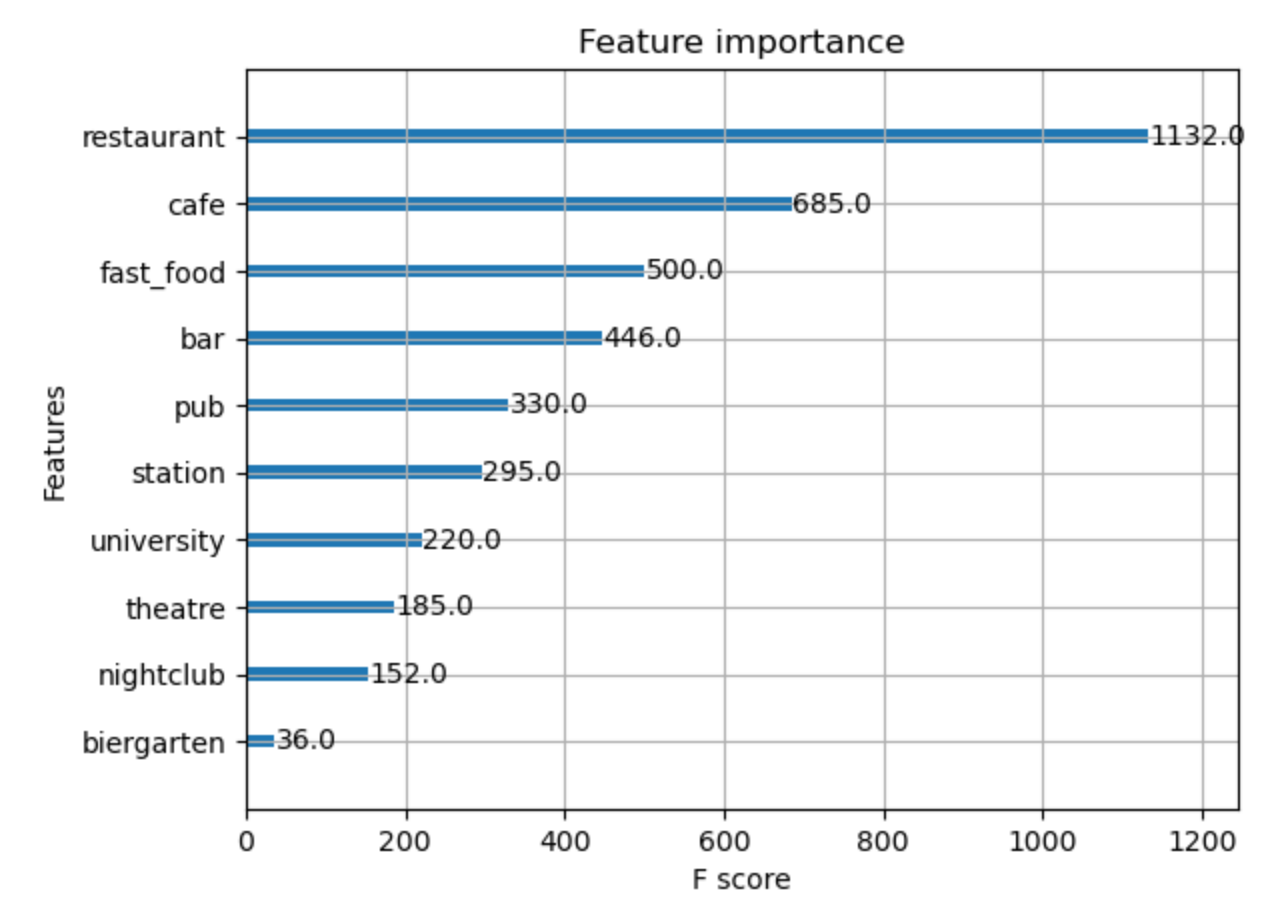 Feature importance
restaurant 1132.0
cafe 685.0
fast_food 500.0
bar 446.0
pub 330.0
station 295.0
university 220.0
theatre 185.0
nightclub 152.0
biergarten 36.0
Features
0 200 400 600 800 1000 1200
F score